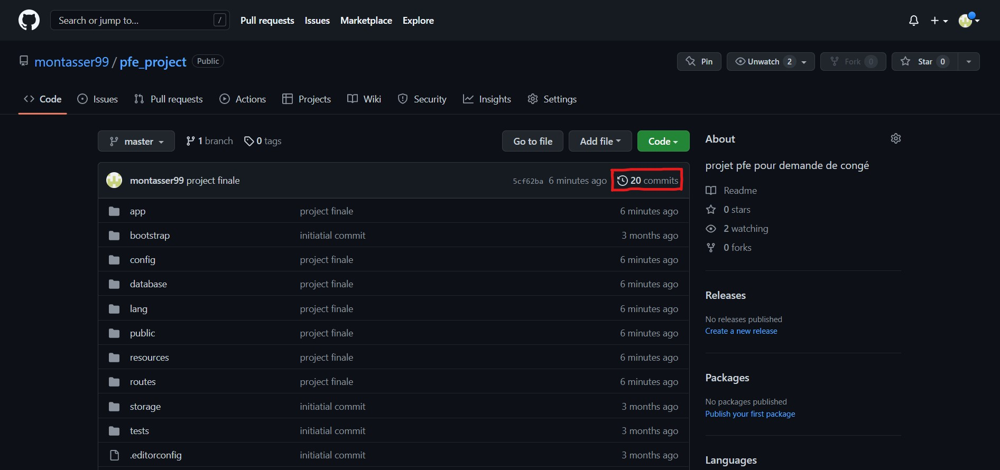 Search or jump to... / Pull requests Issues Marketplace Explore
montasser99 / pfe_project Public Pin Unwatch 2 Fork 0 Star 0
Code Issues Pull requests Actions Projects Wiki Security Insights Settings
master 1 branch 0 tags Go to file Add file Code
montasser99 project finale 5cf62ba 6 minutes ago 20 commits
app project finale 6 minutes ago
bootstrap initiatial commit 3 months ago
config project finale 6 minutes ago
database project finale 6 minutes ago
lang project finale 6 minutes ago
public project finale 6 minutes ago
resources project finale 6 minutes ago
routes project finale 6 minutes ago
storage initiatial commit 3 months ago
tests initiatial commit 3 months ago
.editorconfig initiatial commit 3 months ago
About
projet pfe pour demande de congé
Readme
0 stars
2 watching
0 forks
Releases
No releases published
Create a new release
Packages
No packages published
Publish your first package
Languages